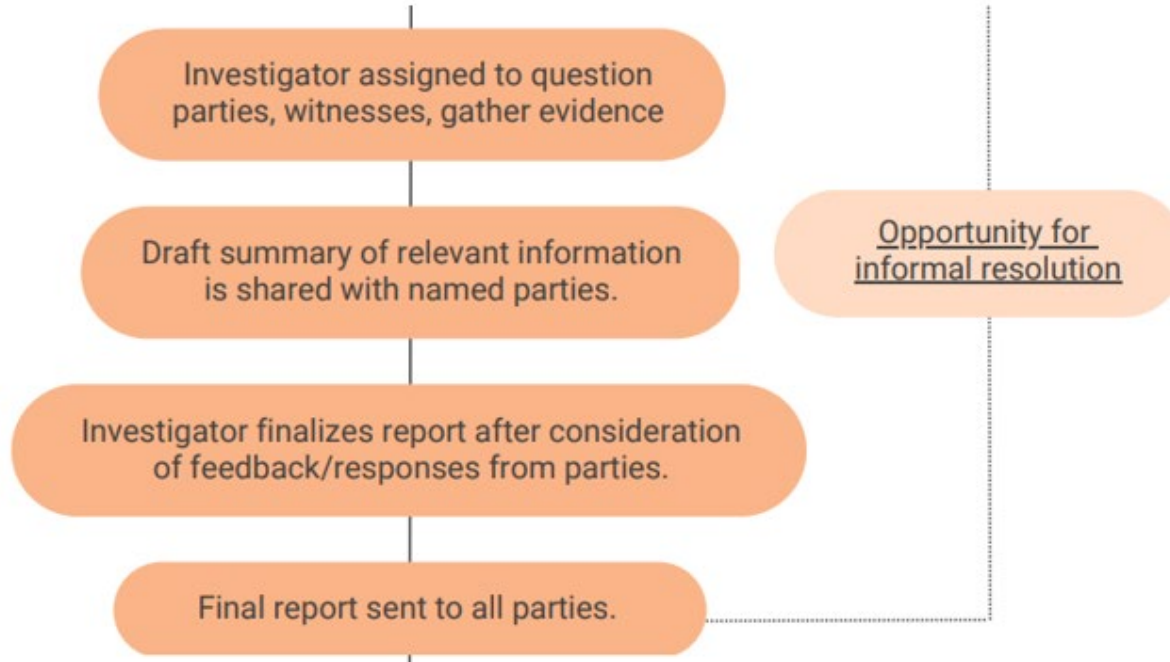 Investigator assigned to question
parties, witnesses, gather evidence
Draft summary of relevant information
is shared with named parties.
Opportunity for
informal resolution
Investigator finalizes report after consideration
of feedback/responses from parties.
Final report sent to all parties.